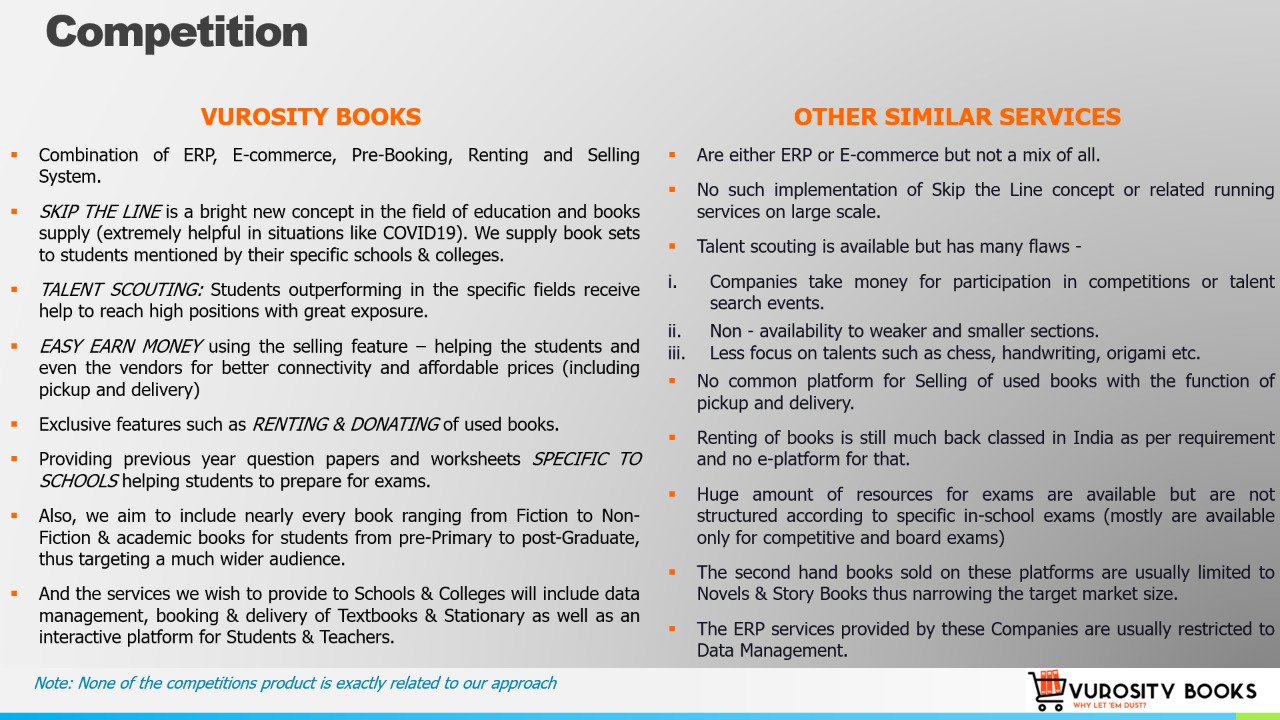 Competition
VUROSITY BOOKS
▪ Combination of ERP, E-commerce, Pre-Booking, Renting and Selling
System.
▪ SKIP THE LINE is a bright new concept in the field of education and books
supply (extremely helpful in situations like COVID19). We supply book sets
to students mentioned by their specific schools & colleges.
▪ TALENT SCOUTING: Students outperforming in the specific fields receive
help to reach high positions with great exposure.
▪ EASY EARN MONEY using the selling feature – helping the students and
even the vendors for better connectivity and affordable prices (including
pickup and delivery)
▪ Exclusive features such as RENTING & DONATING of used books.
▪ Providing previous year question papers and worksheets SPECIFIC TO
SCHOOLS helping students to prepare for exams.
▪ Also, we aim to include nearly every book ranging from Fiction to Non-
Fiction & academic books for students from pre-Primary to post-Graduate,
thus targeting a much wider audience.
▪ And the services we wish to provide to Schools & Colleges will include data
management, booking & delivery of Textbooks & Stationary as well as an
interactive platform for Students & Teachers.
OTHER SIMILAR SERVICES
▪ Are either ERP or E-commerce but not a mix of all.
▪ No such implementation of Skip the Line concept or related running
services on large scale.
▪ Talent scouting is available but has many flaws -
i. Companies take money for participation in competitions or talent
search events.
ii. Non - availability to weaker and smaller sections.
iii. Less focus on talents such as chess, handwriting, origami etc.
▪ No common platform for Selling of used books with the function of
pickup and delivery.
▪ Renting of books is still much back classed in India as per requirement
and no e-platform for that.
▪ Huge amount of resources for exams are available but are not
structured according to specific in-school exams (mostly are available
only for competitive and board exams)
▪ The second hand books sold on these platforms are usually limited to
Novels & Story Books thus narrowing the target market size.
▪ The ERP services provided by these Companies are usually restricted to
Data Management.
Note: None of the competitions product is exactly related to our approach
VUROSITY BOOKS
WHY LET 'EM DUST?